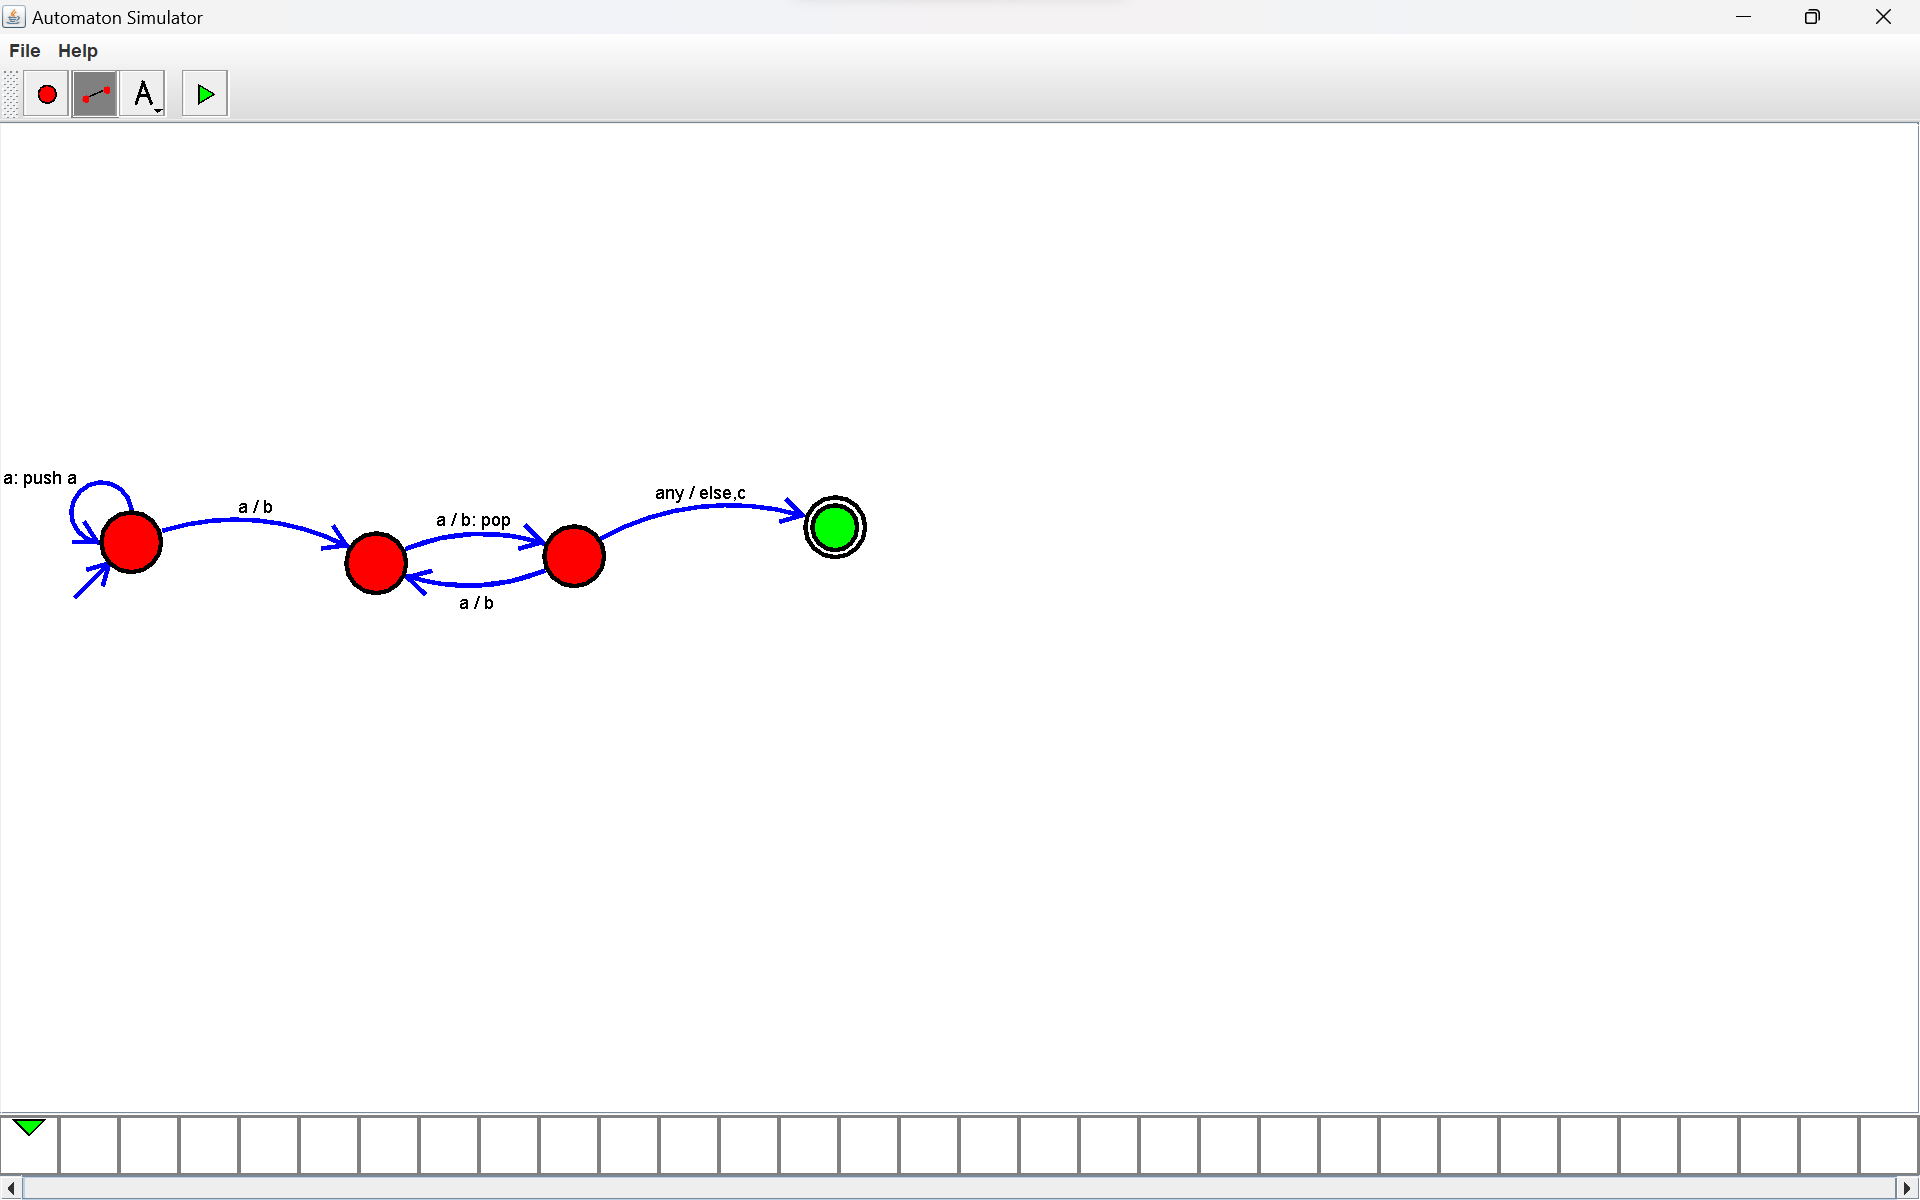 Automaton Simulator
File Help
A
a: push a
a / b
a / b: pop
any / else,c
a / b